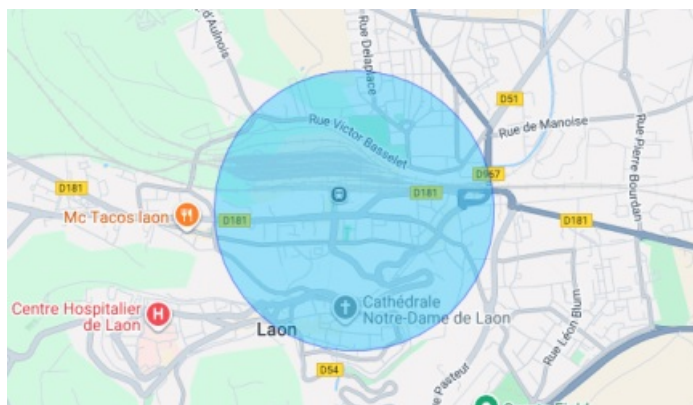 d'Aulnois
Rue Delaplace
D51
Rue Victor Basselet
Rue de Manoise
Rue Pierre Bourdan
D967
D181
D181
Mc Tacos laon
D181
D181
Centre Hospitalier
de Laon
Cathédrale
Notre-Dame de Laon
Laon
Rue Léon Blum
D54
Pasteur